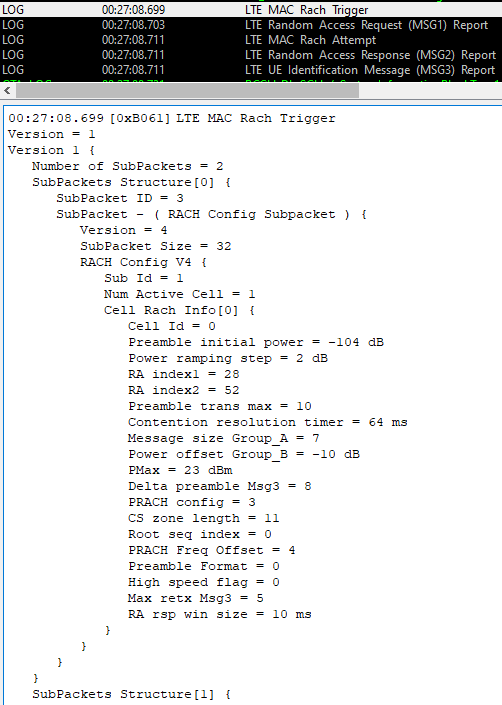 LOG 00:27:08.699 LTE MAC Rach Trigger
LOG 00:27:08.703 LTE Random Access Request (MSG1) Report
LOG 00:27:08.711 LTE MAC Rach Attempt
LOG 00:27:08.711 LTE Random Access Response (MSG2) Report
LOG 00:27:08.711 LTE UE Identification Message (MSG3) Report
00:27:08.699 [0xB061] LTE MAC Rach Trigger
Version = 1
Version 1 {
Number of SubPackets = 2
SubPackets Structure[0] {
SubPacket ID = 3
SubPacket - ( RACH Config Subpacket ) {
Version = 4
SubPacket Size = 32
RACH Config V4 {
Sub Id = 1
Num Active Cell = 1
Cell Rach Info[0] {
Cell Id = 0
Preamble initial power = -104 dB
Power ramping step = 2 dB
RA index1 = 28
RA index2 = 52
Preamble trans max = 10
Contention resolution timer = 64 ms
Message size Group_A = 7
Power offset Group_B = -10 dB
PMax = 23 dBm
Delta preamble Msg3 = 8
PRACH config = 3
CS zone length = 11
Root seq index = 0
PRACH Freq Offset = 4
Preamble Format = 0
High speed flag = 0
Max retx Msg3 = 5
RA rsp win size = 10 ms
}
}
}
}
SubPackets Structure[1] {